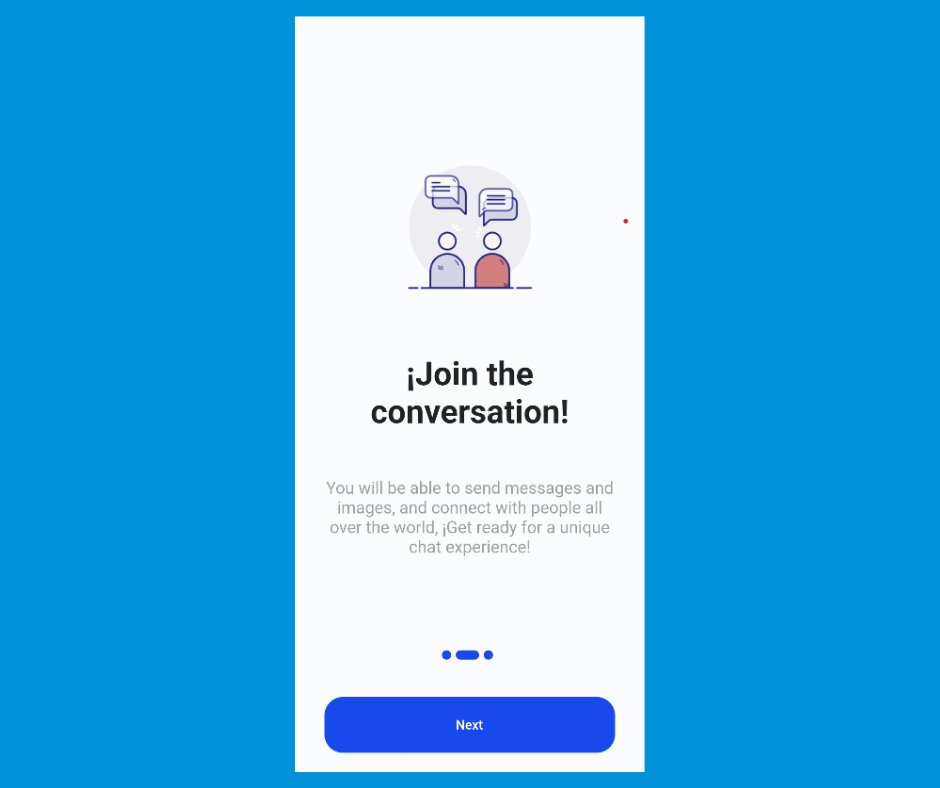 ¡Join the
conversation!
You will be able to send messages and
images, and connect with people all
over the world, ¡Get ready for a unique
chat experience!
Next